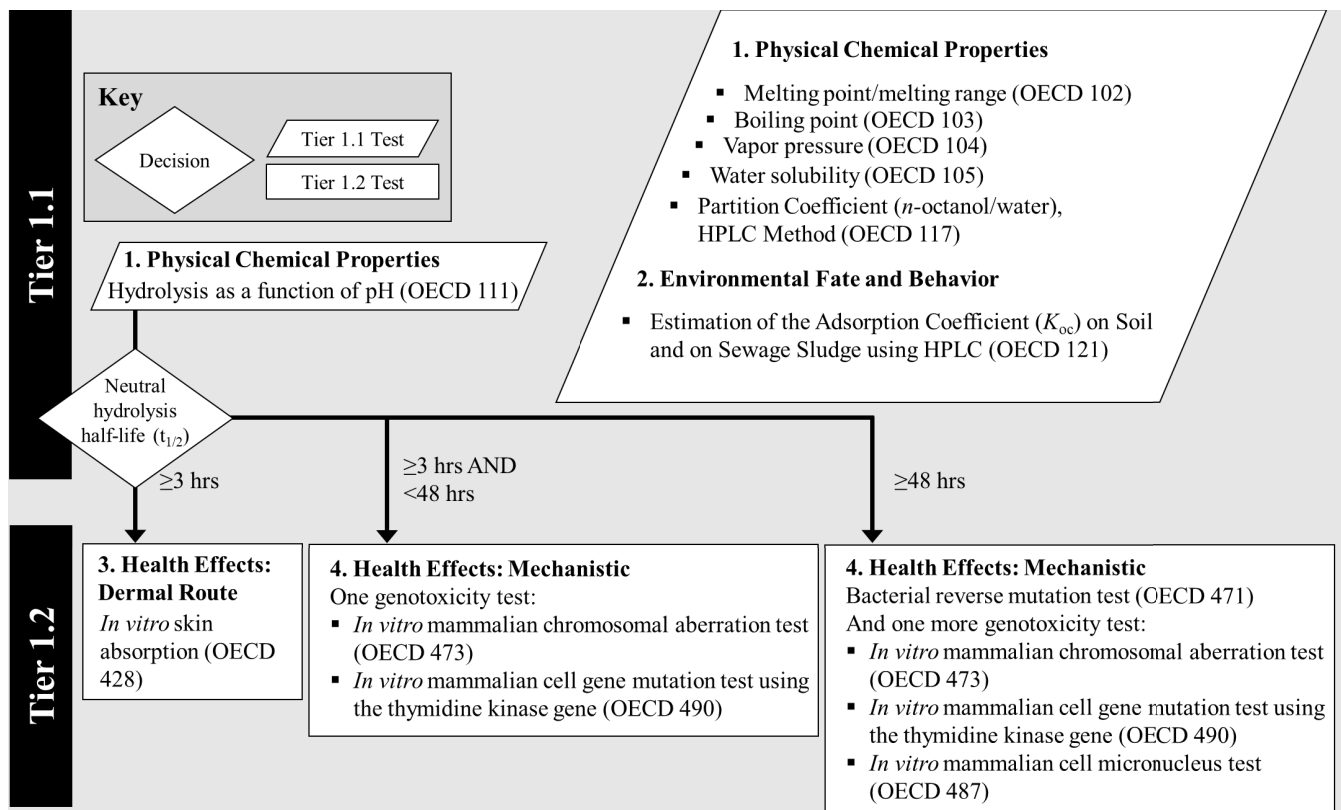 Tier 1.1
Key
Decision
Tier 1.1 Test
Tier 1.2 Test
1. Physical Chemical Properties
▪ Melting point/melting range (OECD 102)
▪ Boiling point (OECD 103)
▪ Vapor pressure (OECD 104)
▪ Water solubility (OECD 105)
▪ Partition Coefficient (n-octanol/water),
HPLC Method (OECD 117)
2. Environmental Fate and Behavior
▪ Estimation of the Adsorption Coefficient (Koc) on Soil
and on Sewage Sludge using HPLC (OECD 121)
1. Physical Chemical Properties
Hydrolysis as a function of pH (OECD 111)
Neutral
hydrolysis
half-life (t1/2)
≥3 hrs
≥3 hrs AND
<48 hrs
≥48 hrs
Tier 1.2
3. Health Effects:
Dermal Route
In vitro skin
absorption (OECD
428)
4. Health Effects: Mechanistic
One genotoxicity test:
▪ In vitro mammalian chromosomal aberration test
(OECD 473)
▪ In vitro mammalian cell gene mutation test using
the thymidine kinase gene (OECD 490)
4. Health Effects: Mechanistic
Bacterial reverse mutation test (OECD 471)
And one more genotoxicity test:
▪ In vitro mammalian chromosomal aberration test
(OECD 473)
▪ In vitro mammalian cell gene mutation test using
the thymidine kinase gene (OECD 490)
▪ In vitro mammalian cell micronucleus test
(OECD 487)